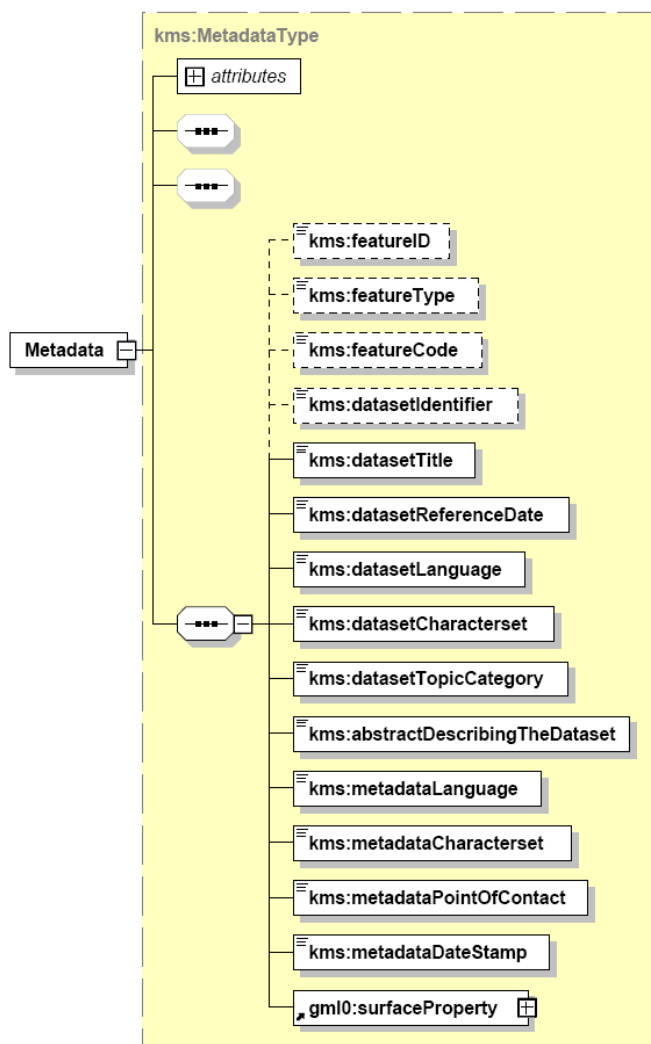 kms:MetadataType
attributes
kms:featureID
kms:featureType
Metadata
kms:featureCode
kms:datasetIdentifier
kms:datasetTitle
kms:datasetReferenceDate
kms:datasetLanguage
kms:datasetCharacterset
kms:datasetTopicCategory
kms:abstractDescribingTheDataset
kms:metadataLanguage
kms:metadataCharacterset
kms:metadataPointOfContact
kms:metadataDateStamp
gml0:surfaceProperty